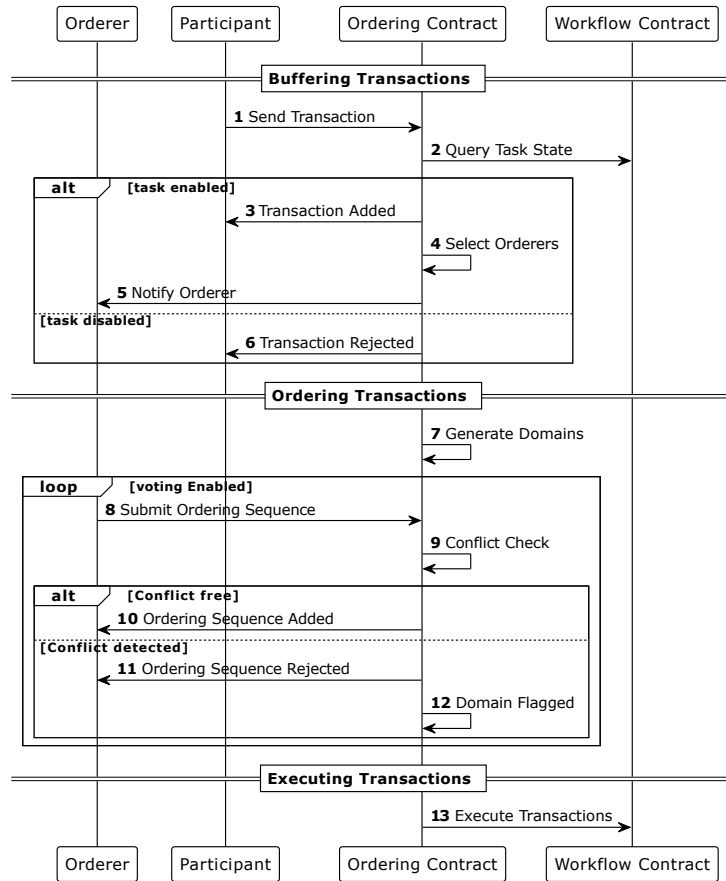 Orderer Participant Ordering Contract Workflow Contract
Buffering Transactions
1 Send Transaction
2 Query Task State
alt [task enabled]
3 Transaction Added
4 Select Orderers
5 Notify Orderer
[task disabled]
6 Transaction Rejected
Ordering Transactions
7 Generate Domains
loop [voting Enabled]
8 Submit Ordering Sequence
9 Conflict Check
alt [Conflict free]
10 Ordering Sequence Added
[Conflict detected]
11 Ordering Sequence Rejected
12 Domain Flagged
Executing Transactions
13 Execute Transactions
Orderer Participant Ordering Contract Workflow Contract